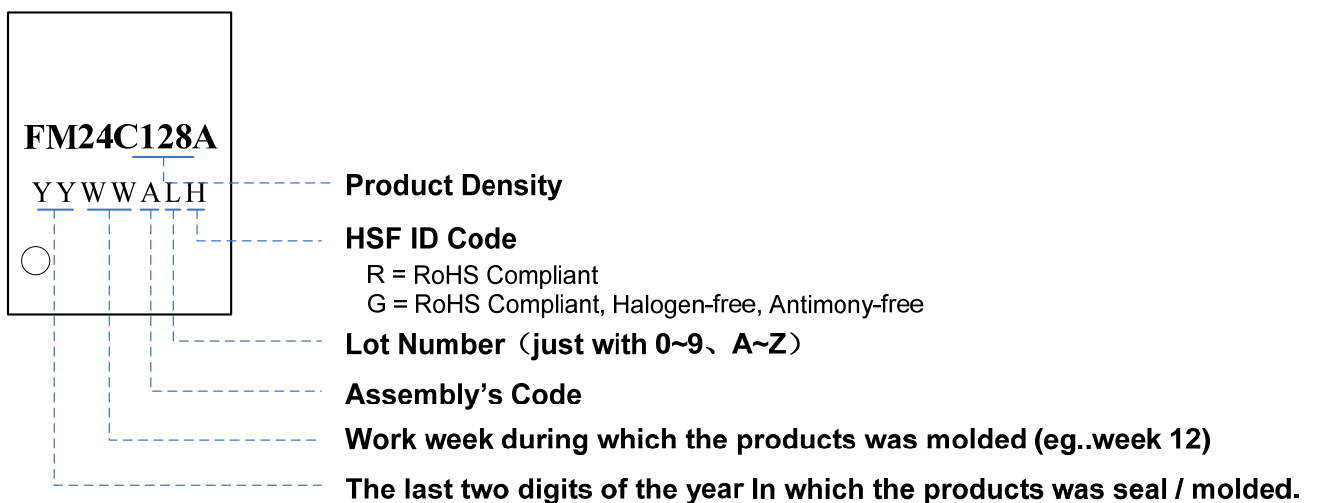 FM24C128A
YYWWALH
Product Density
HSF ID Code
R = RoHS Compliant
G = RoHS Compliant, Halogen-free, Antimony-free
Lot Number（just with 0~9、A~Z）
Assembly's Code
Work week during which the products was molded (eg..week 12)
The last two digits of the year In which the products was seal / molded.